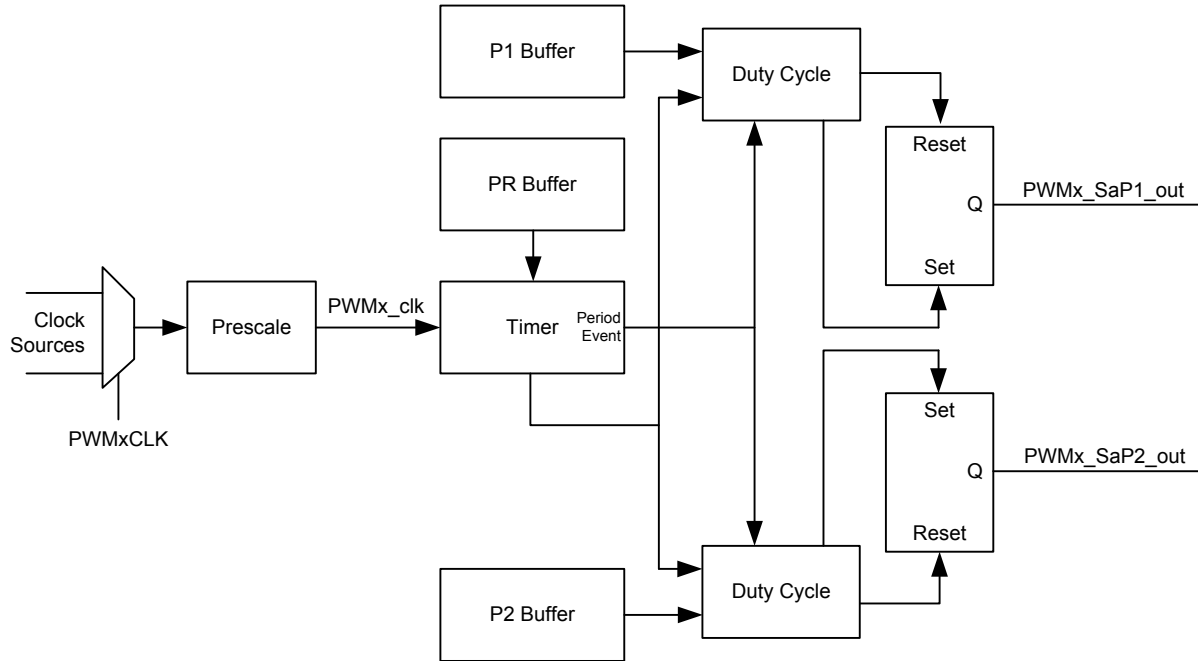 P1 Buffer
Duty Cycle
Reset
Q
Set
PWMx_SaP1_out
PR Buffer
Clock
Sources
PWMxCLK
Prescale
PWMx_clk
Timer
Period
Event
Set
Q
Reset
PWMx_SaP2_out
P2 Buffer
Duty Cycle